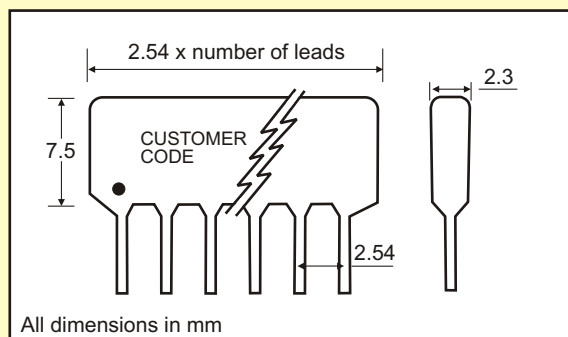 2.54 x number of leads
2.3
7.5
CUSTOMER
CODE
2.54
All dimensions in mm